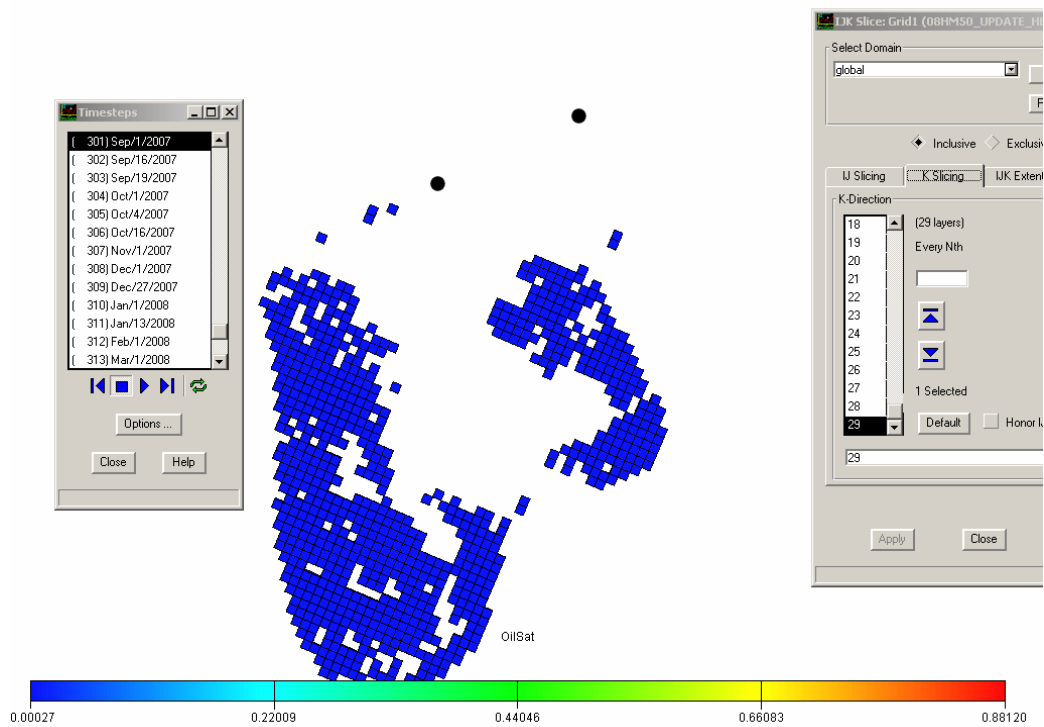 Timesteps
( 301) Sep/1/2007
( 302) Sep/16/2007
( 303) Sep/19/2007
( 304) Oct/1/2007
( 305) Oct/4/2007
( 306) Oct/16/2007
( 307) Nov/1/2007
( 308) Dec/1/2007
( 309) Dec/27/2007
( 310) Jan/1/2008
( 311) Jan/13/2008
( 312) Feb/1/2008
( 313) Mar/1/2008
Options ...
Close Help
IJK Slice: Grid1 (08HM50_UPDATE_HE
Select Domain
global
Inclusive Exclusiv
IJ Slicing K Slicing IJK Extent
K-Direction
18 (29 layers)
19 Every Nth
20
21
22
23
24
25
26
27 1 Selected
28
29 Default Honor I
29
Apply Close
OilSat
0.00027 0.22009 0.44046 0.66083 0.88120